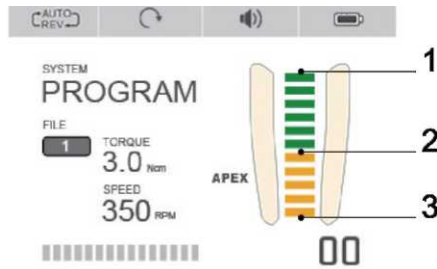 AUTO
REV
1
SYSTEM
PROGRAM
FILE
1
TORQUE
3.0 Ncm
2
SPEED
350 RPM
APEX
3
00